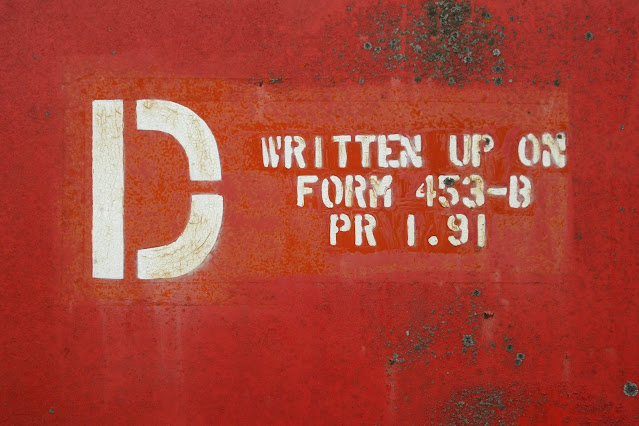 D
WRITTEN UP ON
FORM 453-B
PR 1.91